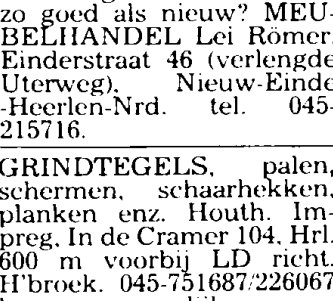 zo goed als nieuw? MEU-
BELHANDEL Lei Römer,
Einderstraat 46 (verlengde
Uterweg), Nieuw-Einde
-Heerlen-Nrd. tel. 045-
215716.
GRINDTEGELS, palen,
schermen, schaarhekken,
planken enz. Houth. Im-
preg. In de Cramer 104, Hrl.
600 m voorbij LD richt.
H'broek. 045-751687/226067